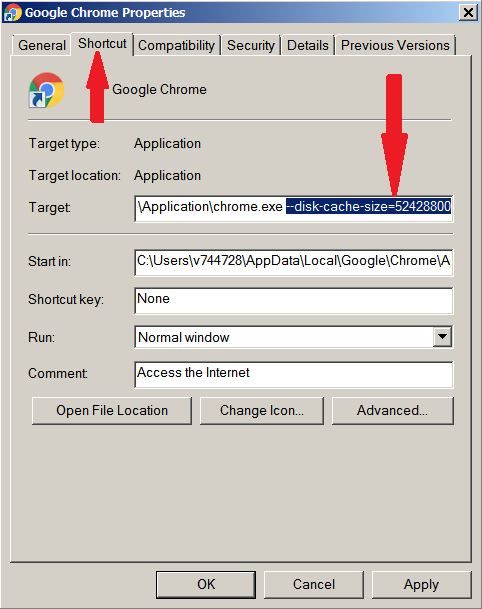 Google Chrome Properties
General Shortcut Compatibility Security Details Previous Versions
Google Chrome
Target type: Application
Target location: Application
Target: \Application\chrome.exe --disk-cache-size=52428800
Start in: C:\Users\v744728\AppData\Local\Google\Chrome\A
Shortcut key: None
Run: Normal window
Comment: Access the Internet
Open File Location Change Icon... Advanced...
OK Cancel Apply